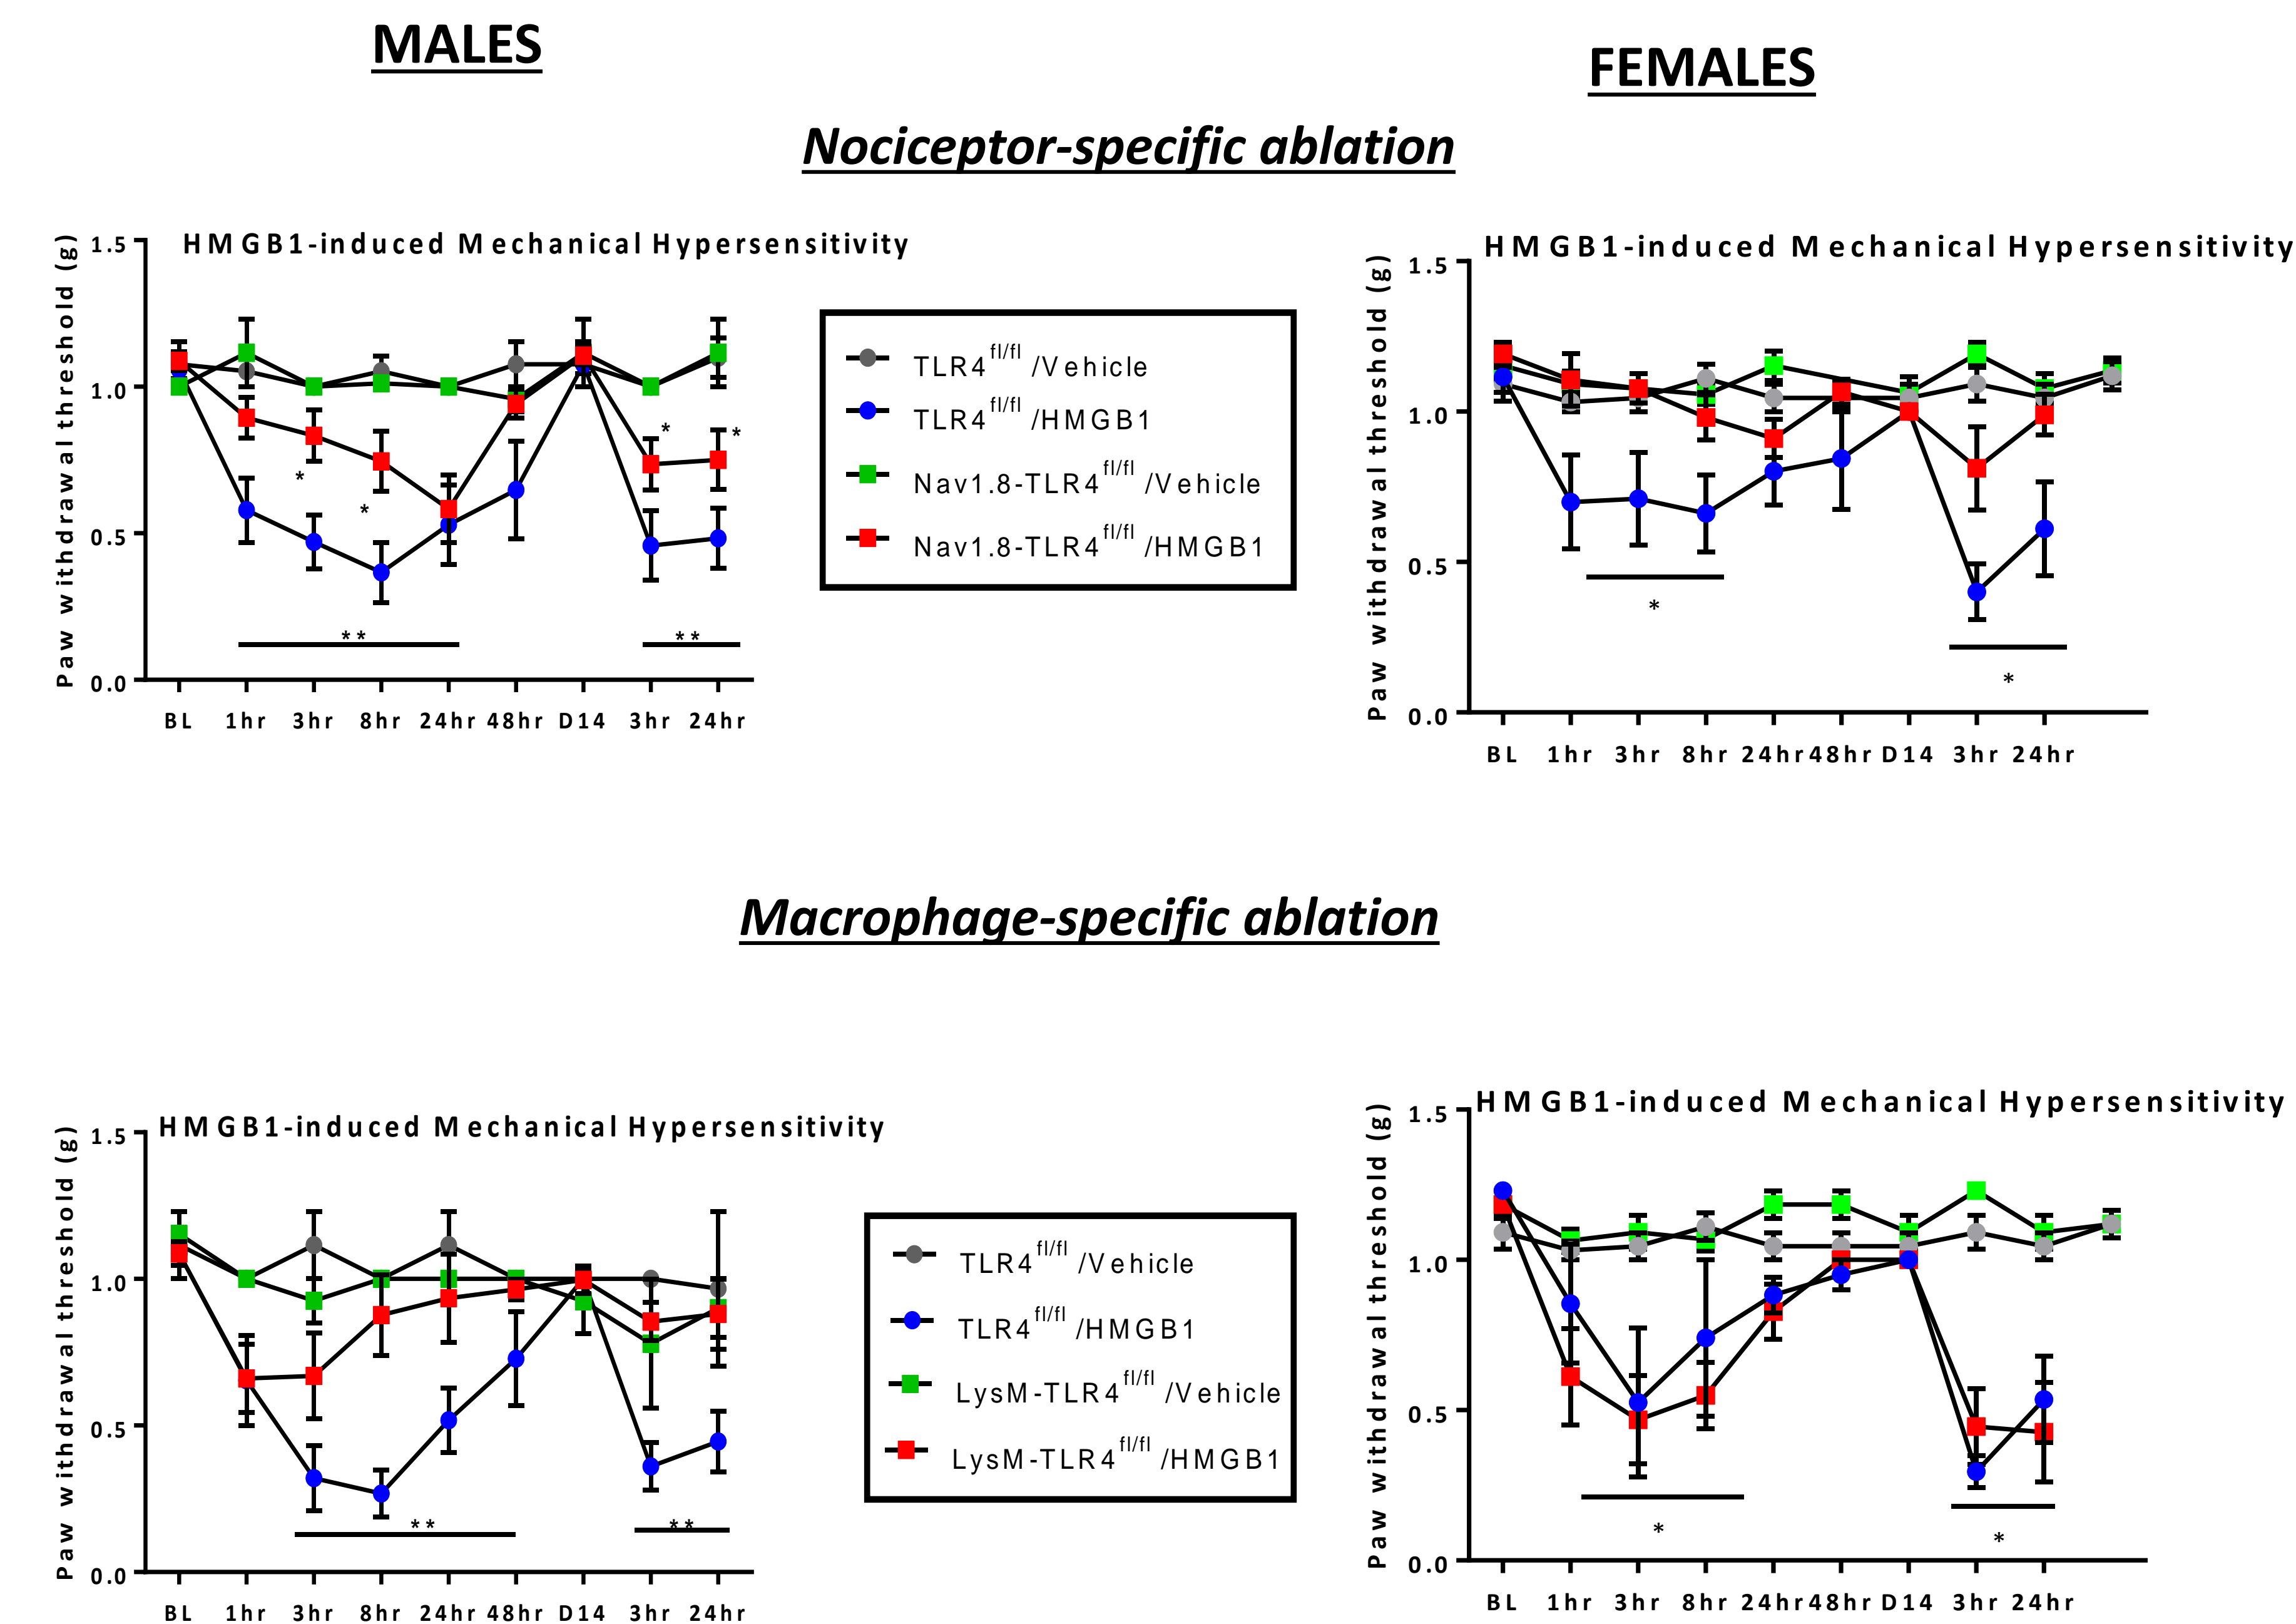 MALES
FEMALES
Nociceptor-specific ablation
HMGB1-induced Mechanical Hypersensitivity
Paw withdrawal threshold (g)
1.5
1.0
0.5
0.0
*
*
*
*
**
**
BL 1hr 3hr 8hr 24hr 48hr D14 3hr 24hr
TLR4fl/fl /Vehicle
TLR4fl/fl /HMGB1
Nav1.8-TLR4fl/fl /Vehicle
Nav1.8-TLR4fl/fl /HMGB1
HMGB1-induced Mechanical Hypersensitivity
Paw withdrawal threshold (g)
1.5
1.0
0.5
0.0
*
*
BL 1hr 3hr 8hr 24hr 48hr D14 3hr 24hr
Macrophage-specific ablation
HMGB1-induced Mechanical Hypersensitivity
Paw withdrawal threshold (g)
1.5
1.0
0.5
0.0
**
**
BL 1hr 3hr 8hr 24hr 48hr D14 3hr 24hr
TLR4fl/fl /Vehicle
TLR4fl/fl /HMGB1
LysM-TLR4fl/fl /Vehicle
LysM-TLR4fl/fl /HMGB1
HMGB1-induced Mechanical Hypersensitivity
Paw withdrawal threshold (g)
1.5
1.0
0.5
0.0
*
*
BL 1hr 3hr 8hr 24hr 48hr D14 3hr 24hr